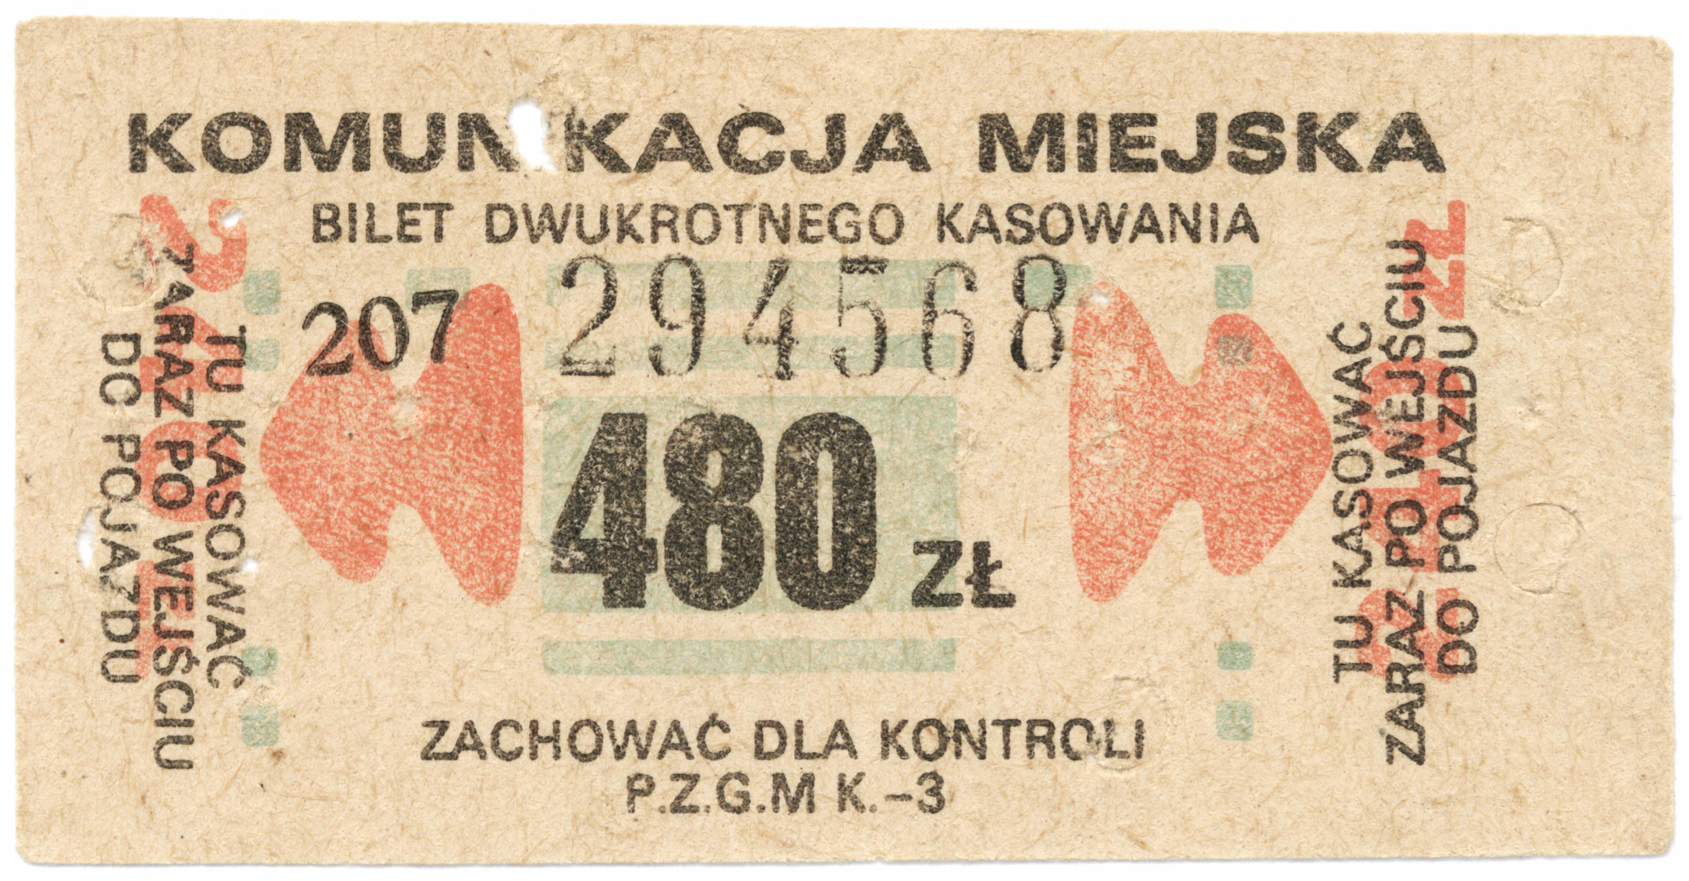 KOMUNIKACJA MIEJSKA
BILET DWUKROTNEGO KASOWANIA
207 294568
480 ZŁ
TU KASOWAĆ
ZARAZ PO WEJŚCIU
DO POJAZDU
TU KASOWAĆ
ZARAZ PO WEJŚCIU
DO POJAZDU
ZACHOWAĆ DLA KONTROLI
P.Z.G.M K.-3